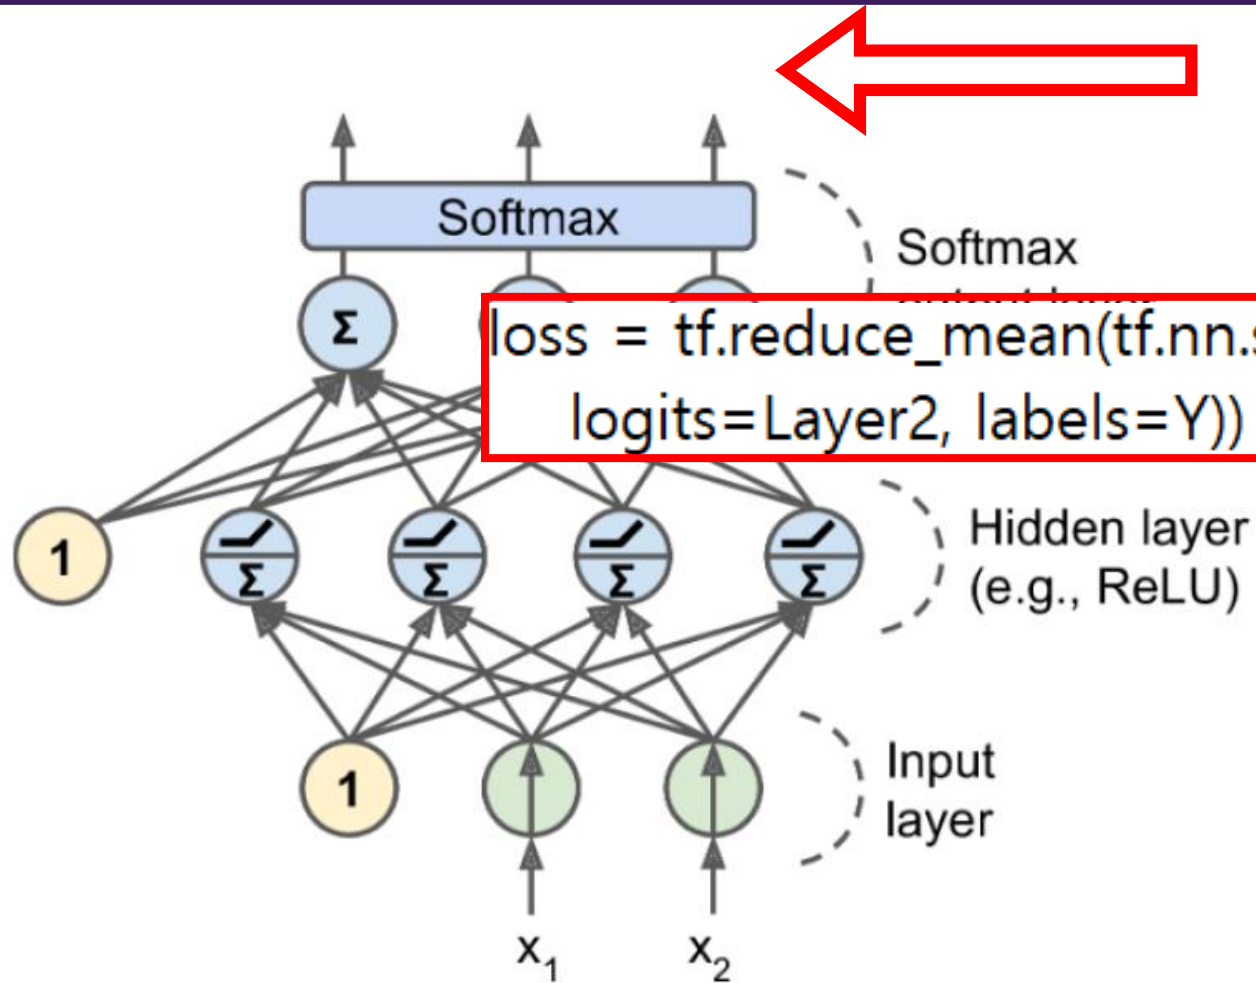 Softmax
Softmax
Σ
loss = tf.reduce_mean(tf.nn.s
logits=Layer2, labels=Y))
1
Σ
Σ
Σ
Σ
Hidden layer
(e.g., ReLU)
1
Input
layer
x1
x2